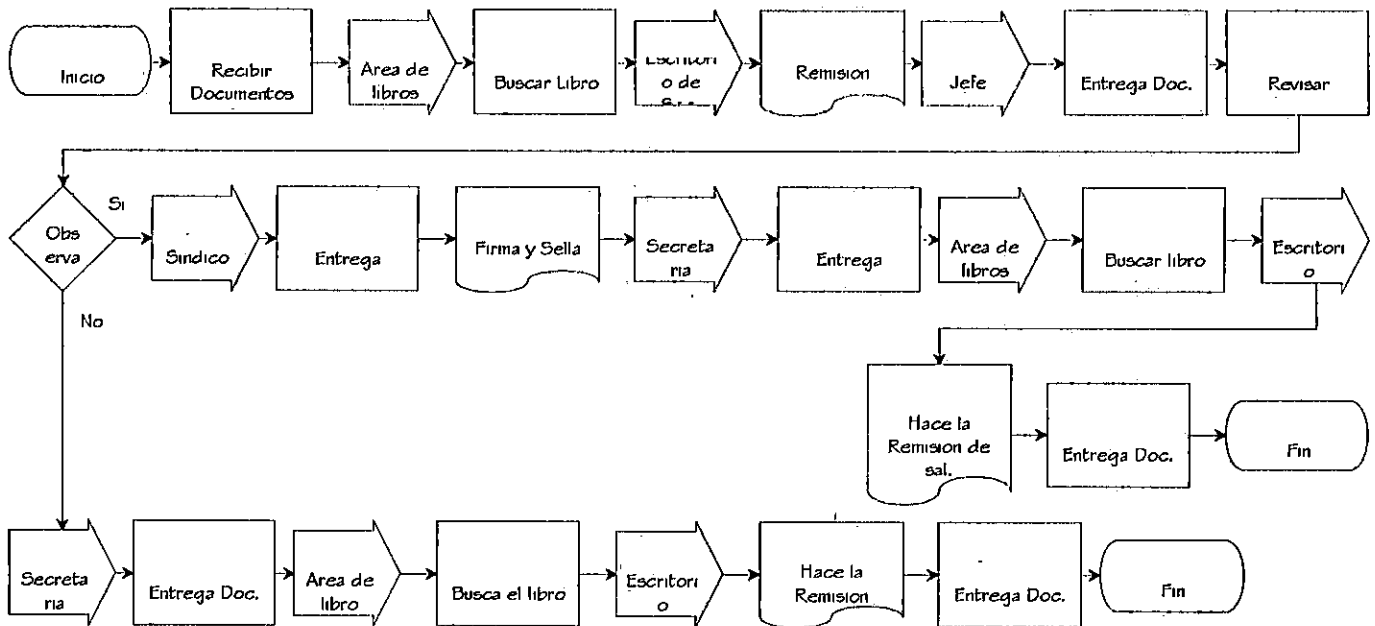 Inicio
Recibir
Documentos
Area de
libros
Buscar Libro
Escritori
o de
Remision
Jefe
Entrega Doc.
Revisar
Obs
erva
Si
Sindico
Entrega
Firma y Sella
Secreta
ria
Entrega
Area de
libros
Buscar libro
Escritori
o
No
Hace la
Remision de
sal.
Entrega Doc.
Fin
Secreta
ria
Entrega Doc.
Area de
libro
Busca el libro
Escritori
o
Hace la
Remision
Entrega Doc.
Fin